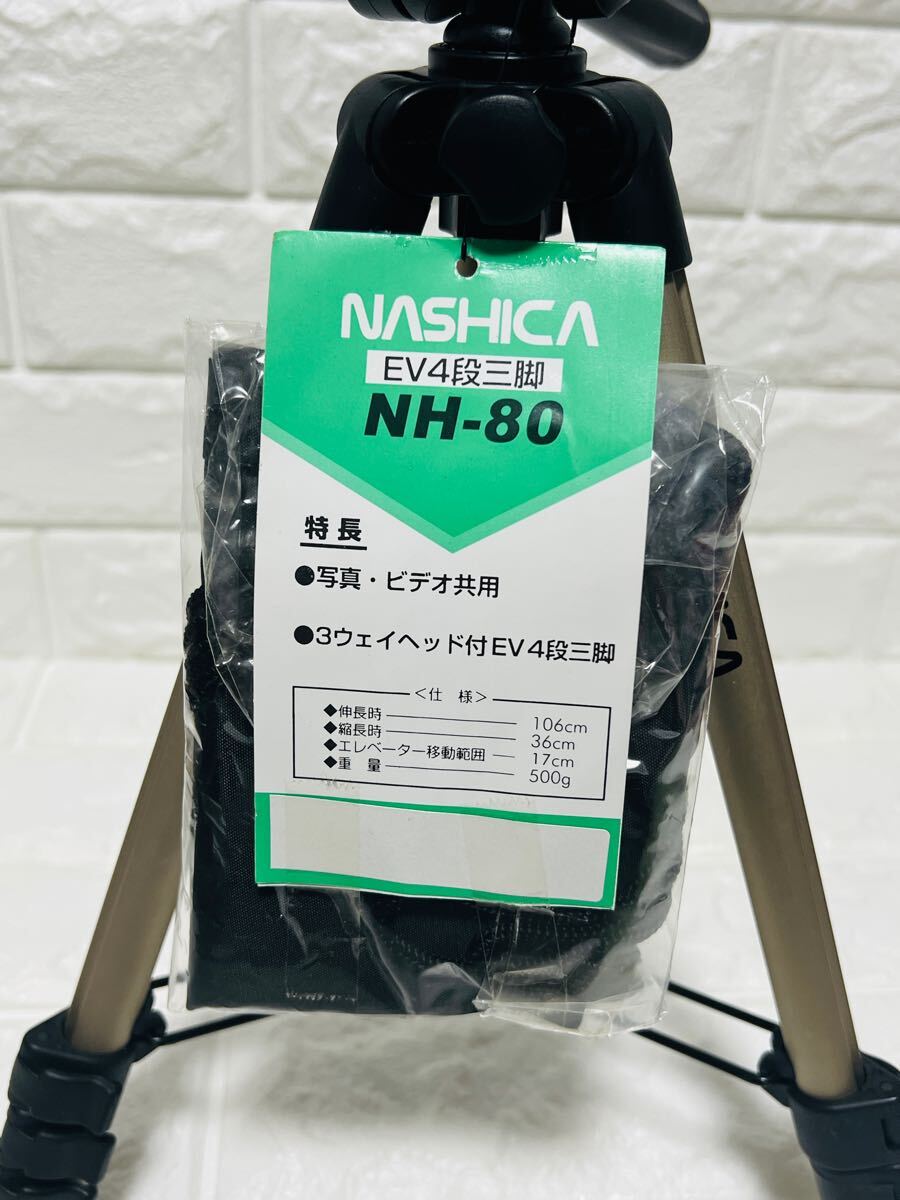 NASHICA
EV4段三脚
NH-80
特長
●写真・ビデオ共用
●3ウェイヘッド付EV4段三脚
<仕 様>
◆伸長時 106cm
◆縮長時 36cm
◆エレベーター移動範囲 17cm
◆重 量 500g